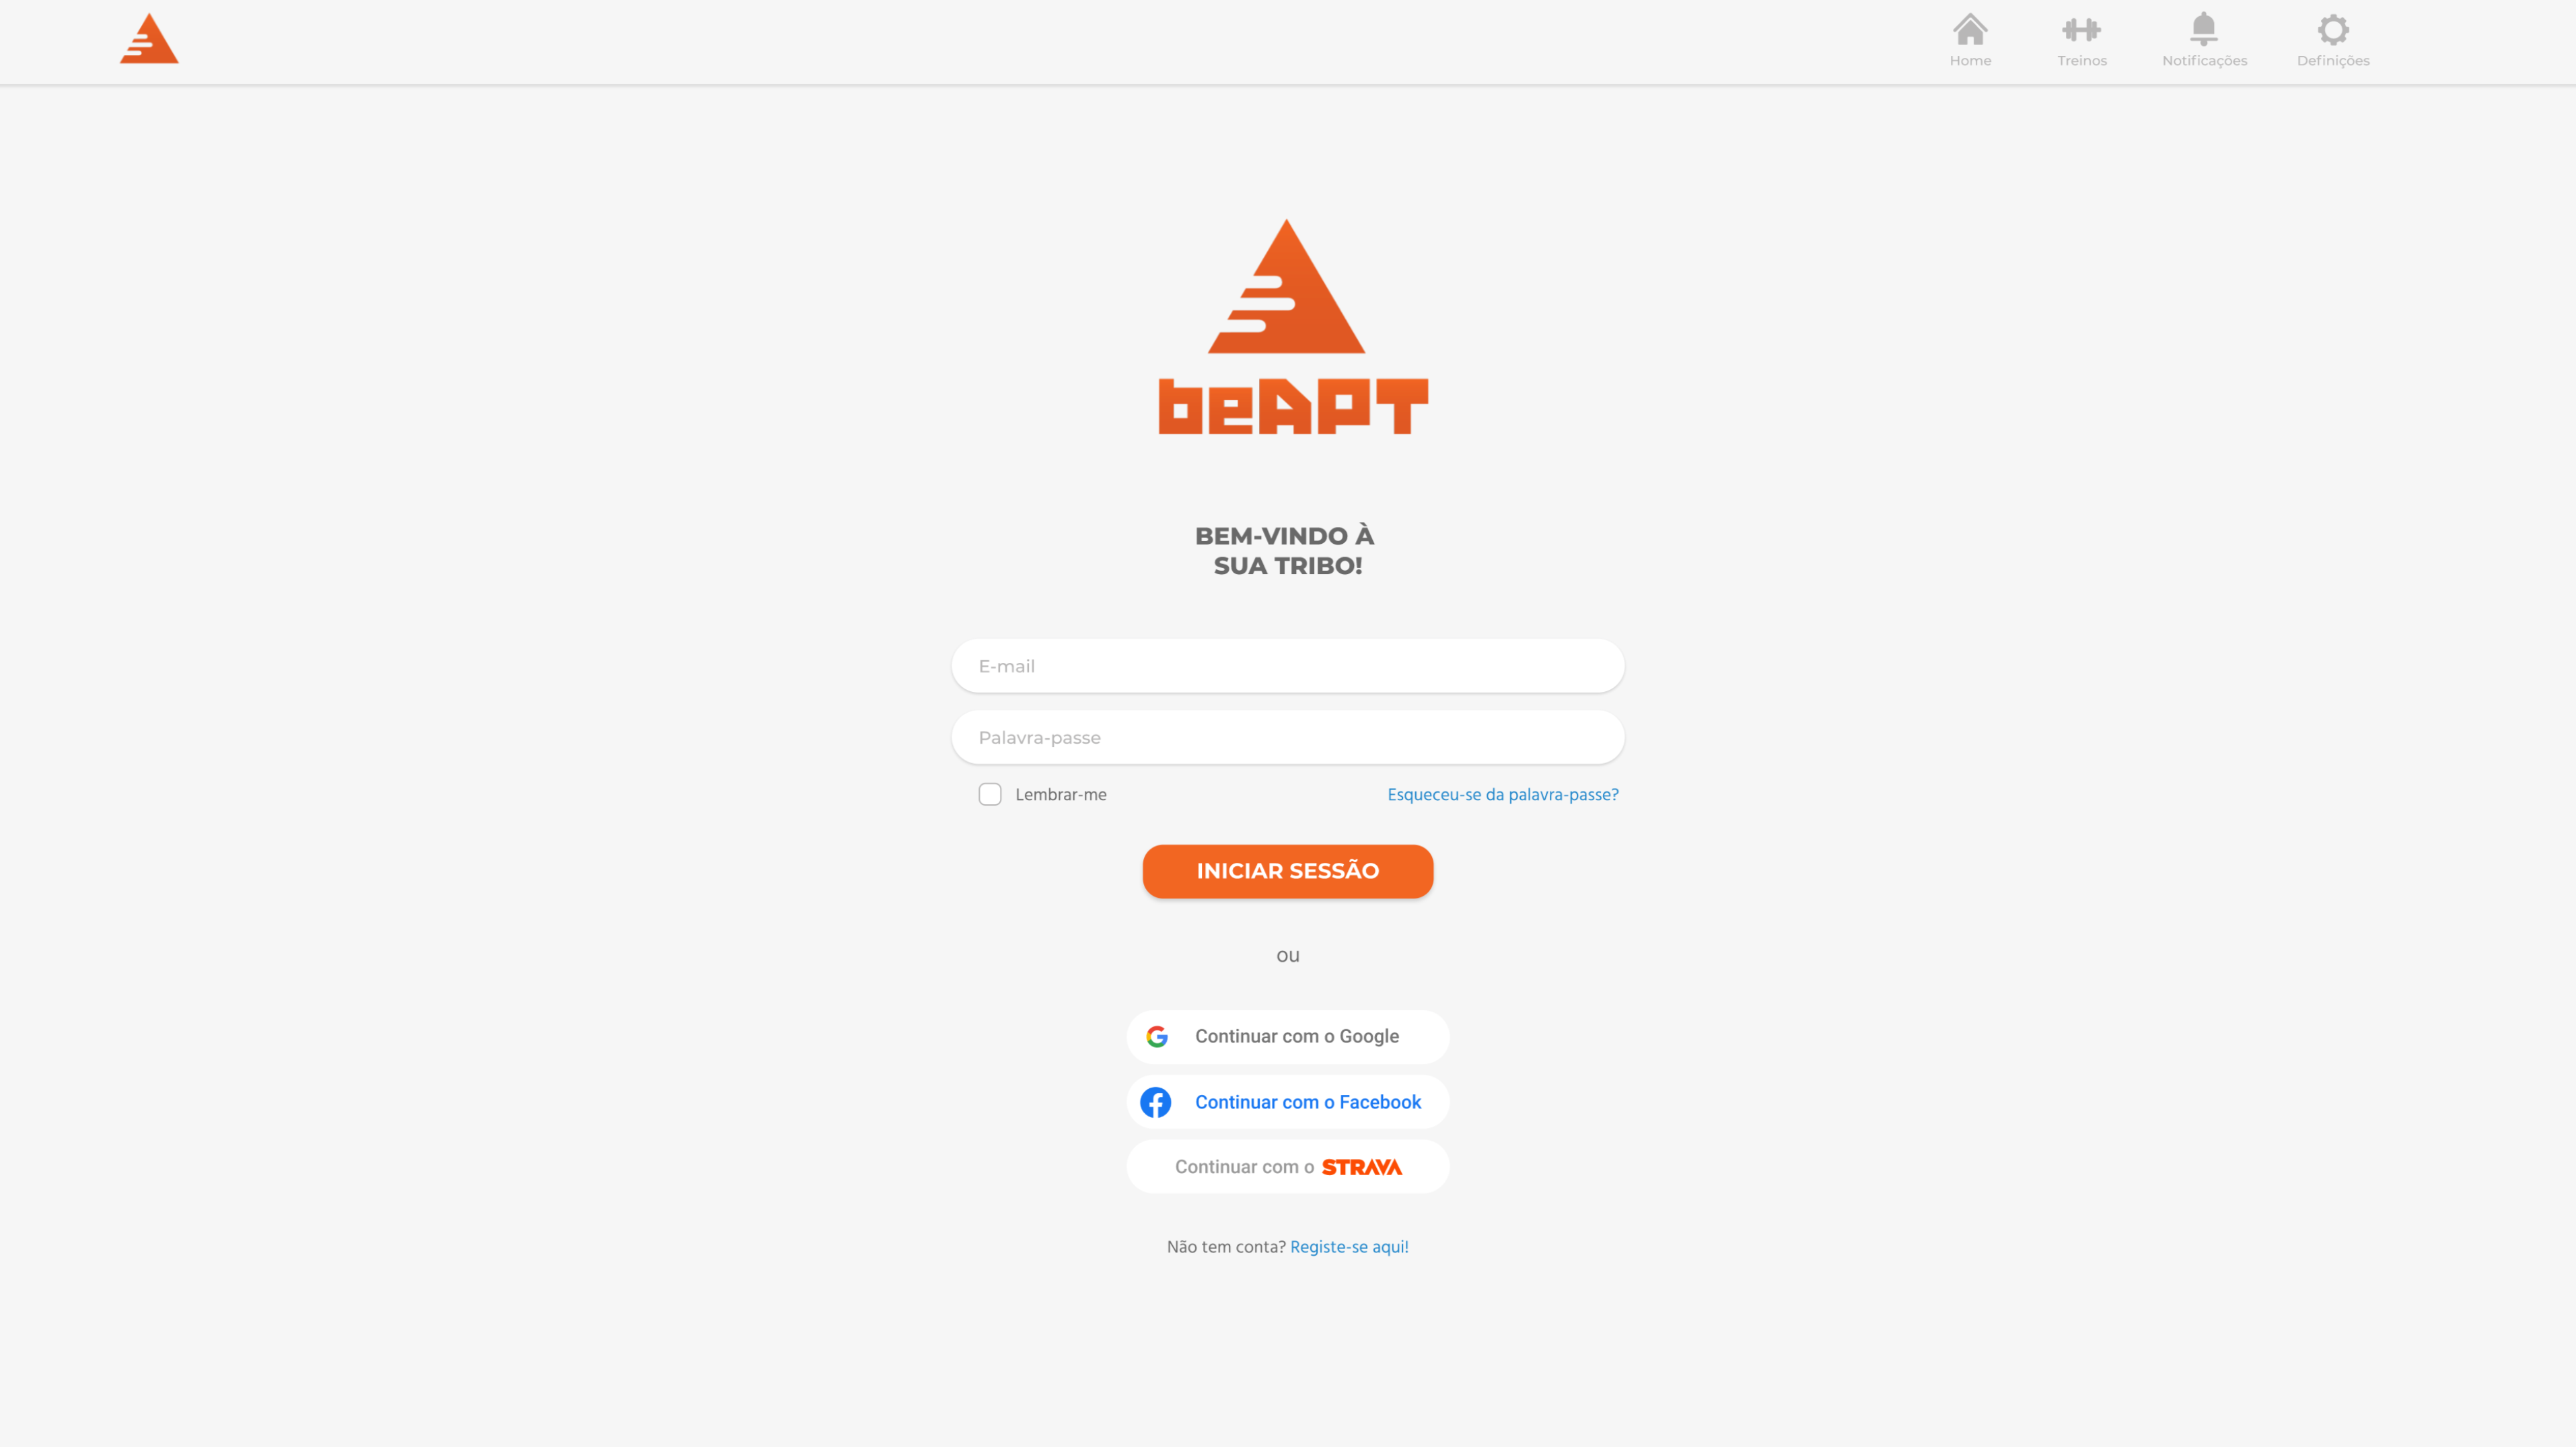 Home
Treinos
Notificações
Definições
beAPT
BEM-VINDO À
SUA TRIBO!
E-mail
Palavra-passe
Lembrar-me
Esqueceu-se da palavra-passe?
INICIAR SESSÃO
ou
Continuar com o Google
Continuar com o Facebook
Continuar com o STRAVA
Não tem conta? Registe-se aqui!